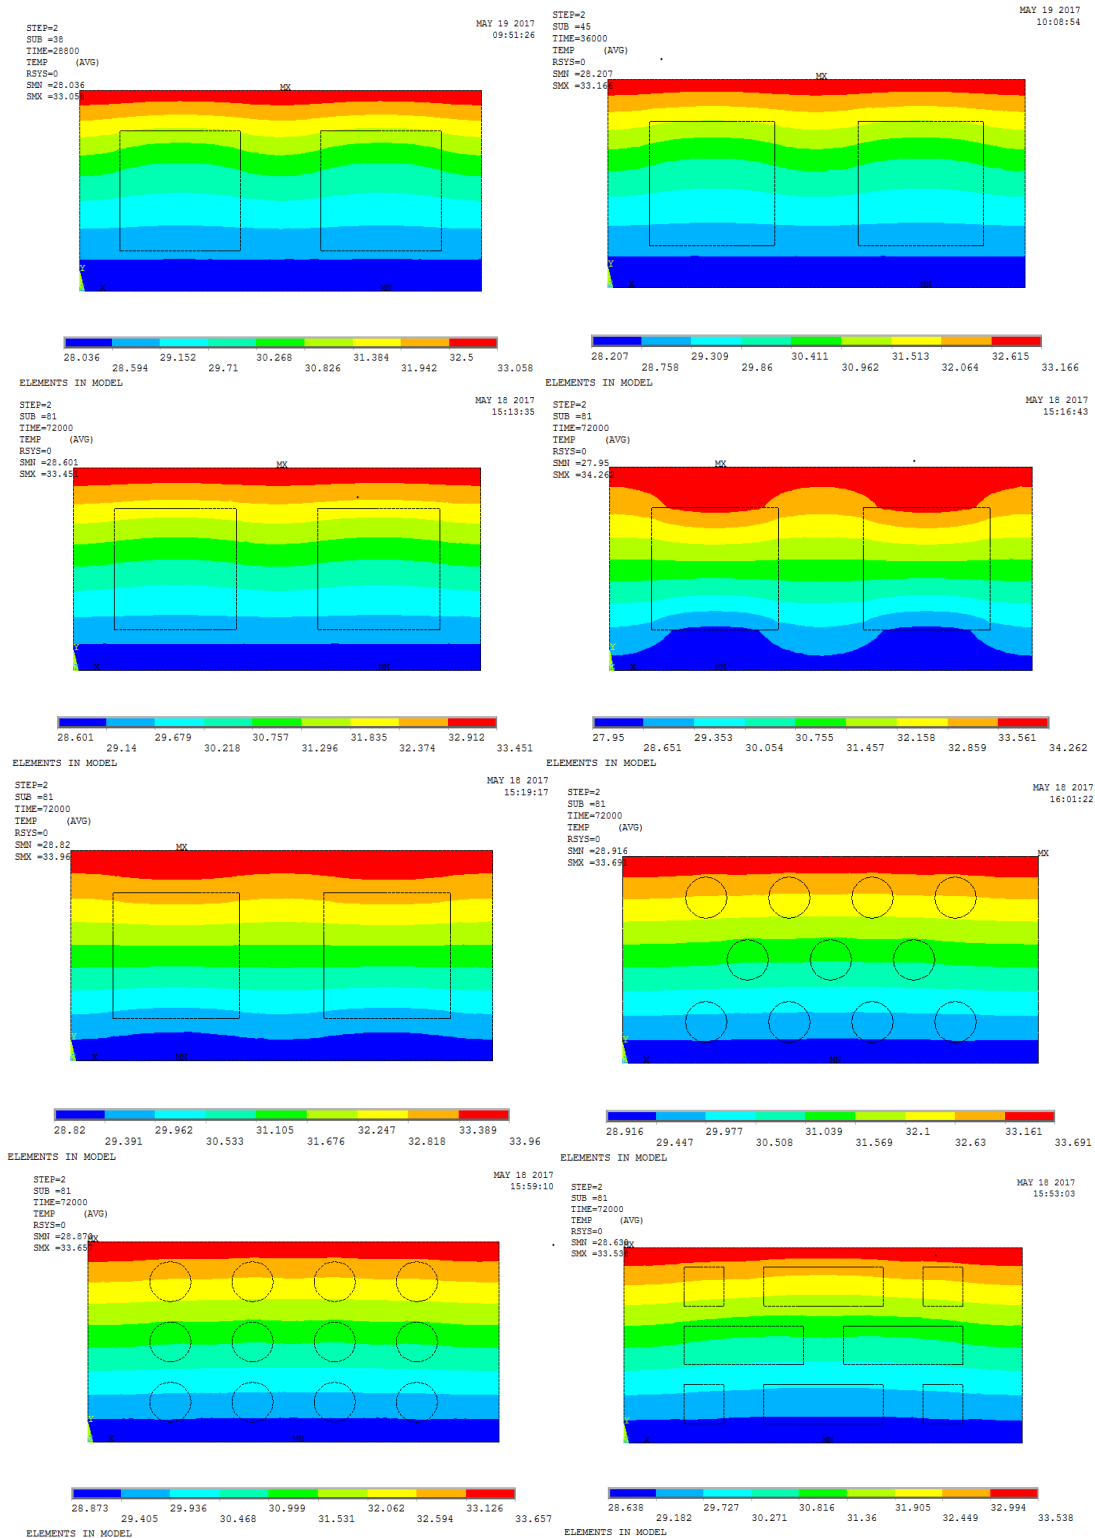 STEP=2
SUB =38
TIME=28800
TEMP (AVG)
RSYS=0
SMN =28.036
SMX =33.058
MAY 19 2017
09:51:26
MX
Y
X
MN
28.036 29.152 30.268 31.384 32.5
28.594 29.71 30.826 31.942 33.058
ELEMENTS IN MODEL
STEP=2
SUB =45
TIME=36000
TEMP (AVG)
RSYS=0
SMN =28.207
SMX =33.166
MAY 19 2017
10:08:54
MX
Y
X
MN
28.207 29.309 30.411 31.513 32.615
28.758 29.86 30.962 32.064 33.166
ELEMENTS IN MODEL
STEP=2
SUB =81
TIME=72000
TEMP (AVG)
RSYS=0
SMN =28.601
SMX =33.451
MAY 18 2017
15:13:35
MX
Y
X
MN
28.601 29.679 30.757 31.835 32.912
29.14 30.218 31.296 32.374 33.451
ELEMENTS IN MODEL
STEP=2
SUB =81
TIME=72000
TEMP (AVG)
RSYS=0
SMN =27.95
SMX =34.262
MAY 18 2017
15:16:43
MX
Y
X
MN
27.95 29.353 30.755 32.158 33.561
28.651 30.054 31.457 32.859 34.262
ELEMENTS IN MODEL
STEP=2
SUB =81
TIME=72000
TEMP (AVG)
RSYS=0
SMN =28.82
SMX =33.96
MAY 18 2017
15:19:17
MX
Y
X
MN
28.82 29.962 31.105 32.247 33.389
29.391 30.533 31.676 32.818 33.96
ELEMENTS IN MODEL
STEP=2
SUB =81
TIME=72000
TEMP (AVG)
RSYS=0
SMN =28.916
SMX =33.691
MAY 18 2017
16:01:22
MX
Y
X
MN
28.916 29.977 31.039 32.1 33.161
29.447 30.508 31.569 32.63 33.691
ELEMENTS IN MODEL
STEP=2
SUB =81
TIME=72000
TEMP (AVG)
RSYS=0
SMN =28.873
SMX =33.657
MAY 18 2017
15:59:10
MX
Y
X
MN
28.873 29.936 30.999 32.062 33.126
29.405 30.468 31.531 32.594 33.657
ELEMENTS IN MODEL
STEP=2
SUB =81
TIME=72000
TEMP (AVG)
RSYS=0
SMN =28.638
SMX =33.538
MAY 18 2017
15:53:03
MX
Y
X
MN
28.638 29.727 30.816 31.905 32.994
29.182 30.271 31.36 32.449 33.538
ELEMENTS IN MODEL